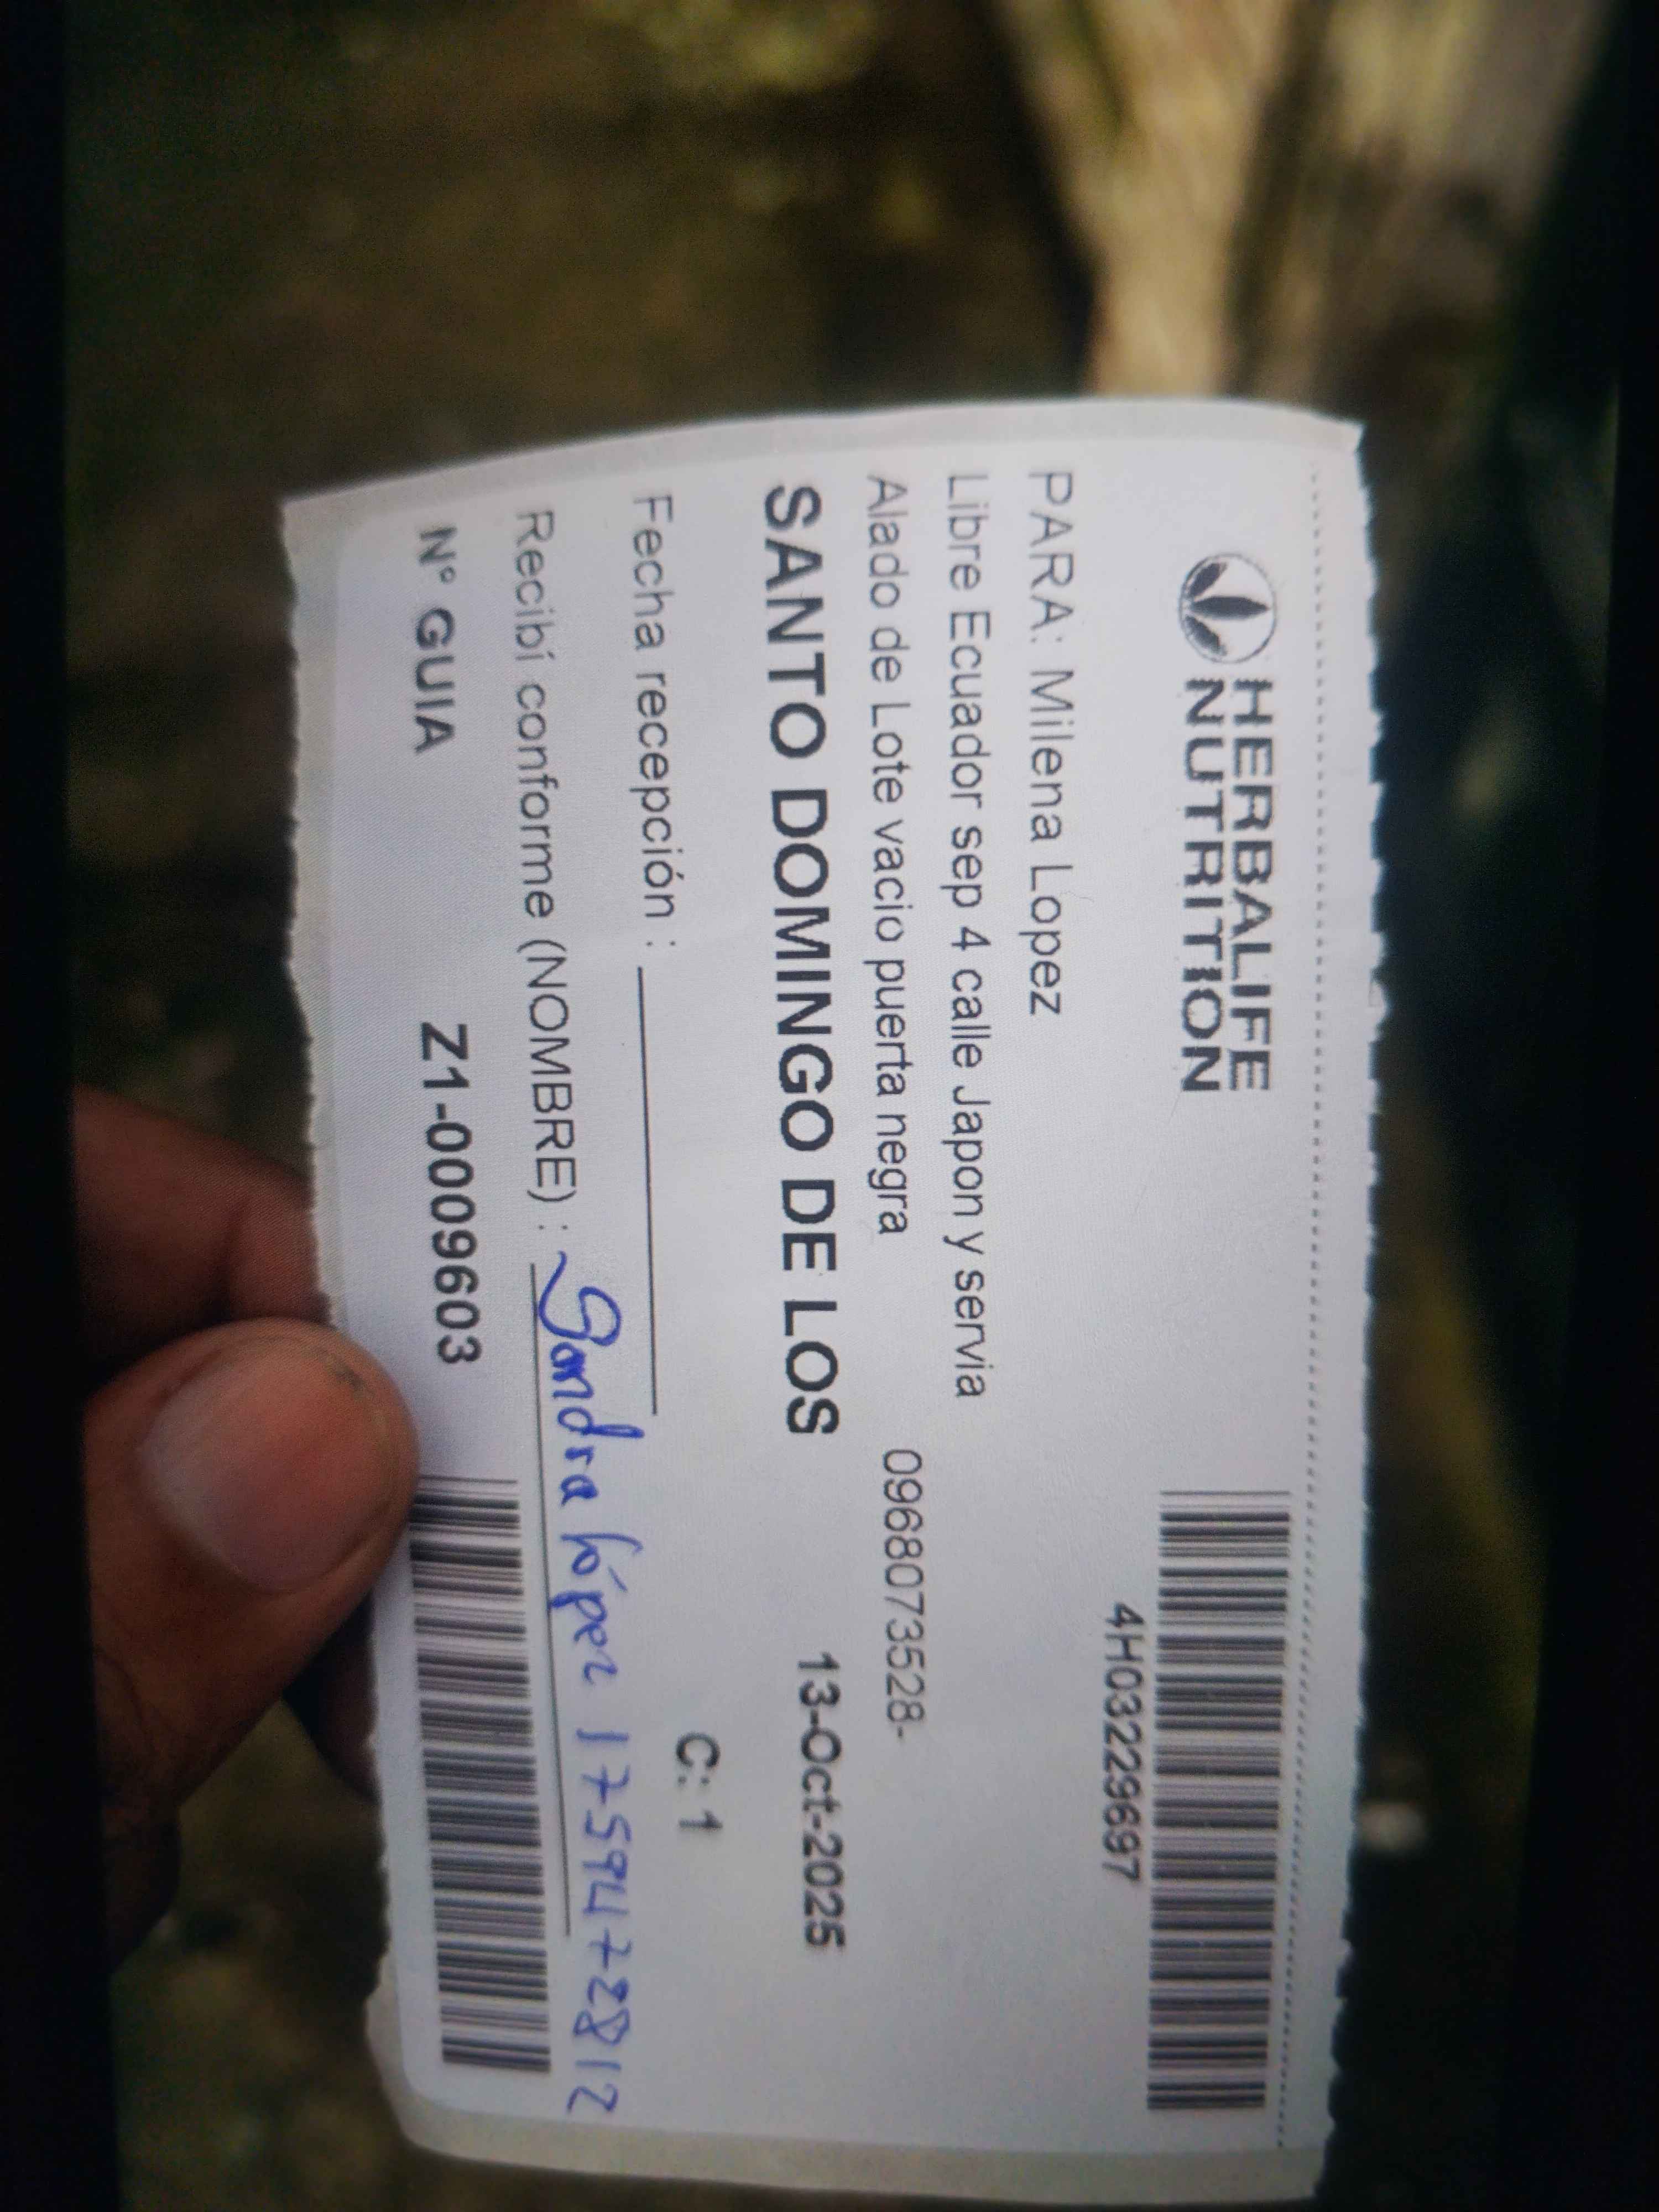 HERBALIFE
NUTRITION
4H03229697
PARA: Milena Lopez
Libre Ecuador sep 4 calle Japon y servia
Alado de Lote vacio puerta negra 0968073528-
SANTO DOMINGO DE LOS 13-Oct-2025
Fecha recepción : C: 1
Recibí conforme (NOMBRE) : Sandra López 1759472812
N° GUIA Z1-0009603